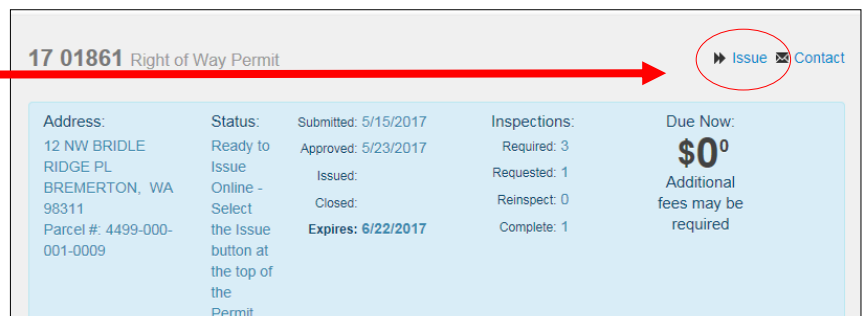 17 01861 Right of Way Permit
Issue Contact
Address:
12 NW BRIDLE
RIDGE PL
BREMERTON, WA
98311
Parcel #: 4499-000-
001-0009
Status:
Ready to
Issue
Online -
Select
the Issue
button at
the top of
the
Permit
Submitted: 5/15/2017
Approved: 5/23/2017
Issued:
Closed:
Expires: 6/22/2017
Inspections:
Required: 3
Requested: 1
Reinspect: 0
Complete: 1
Due Now:
$0⁰
Additional
fees may be
required